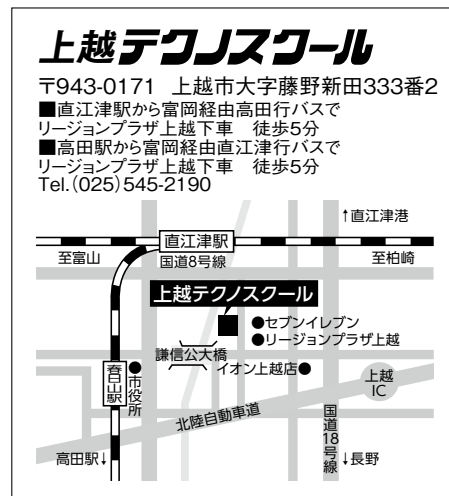 上越テクノスクール
〒943-0171　上越市大字藤野新田333番2
■直江津駅から富岡経由高田行バスで
リージョンプラザ上越下車　徒歩5分
■高田駅から富岡経由直江津行バスで
リージョンプラザ上越下車　徒歩5分
Tel.(025)545-2190
↑直江津港
直江津駅
至富山
国道8号線
至柏崎
上越テクノスクール
●セブンイレブン
●リージョンプラザ上越
謙信公大橋
イオン上越店●
春日山駅
●市役所
上越
IC
北陸自動車道
国道18号線
高田駅↓
↓長野